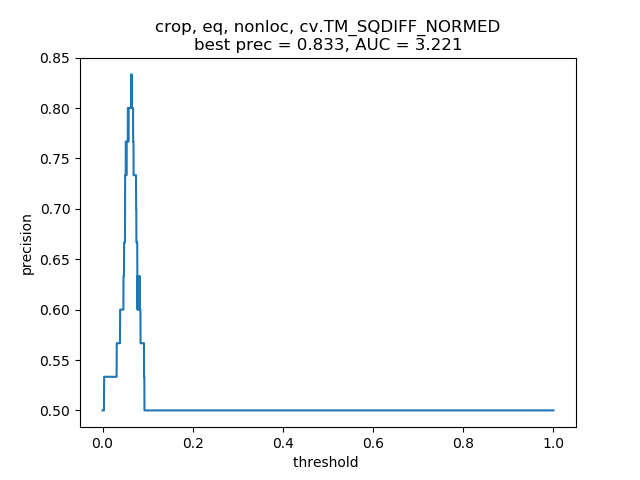 crop, eq, nonloc, cv.TM_SQDIFF_NORMED
best prec = 0.833, AUC = 3.221
0.85
0.80
0.75
0.70
0.65
0.60
0.55
0.50
precision
0.0 0.2 0.4 0.6 0.8 1.0
threshold